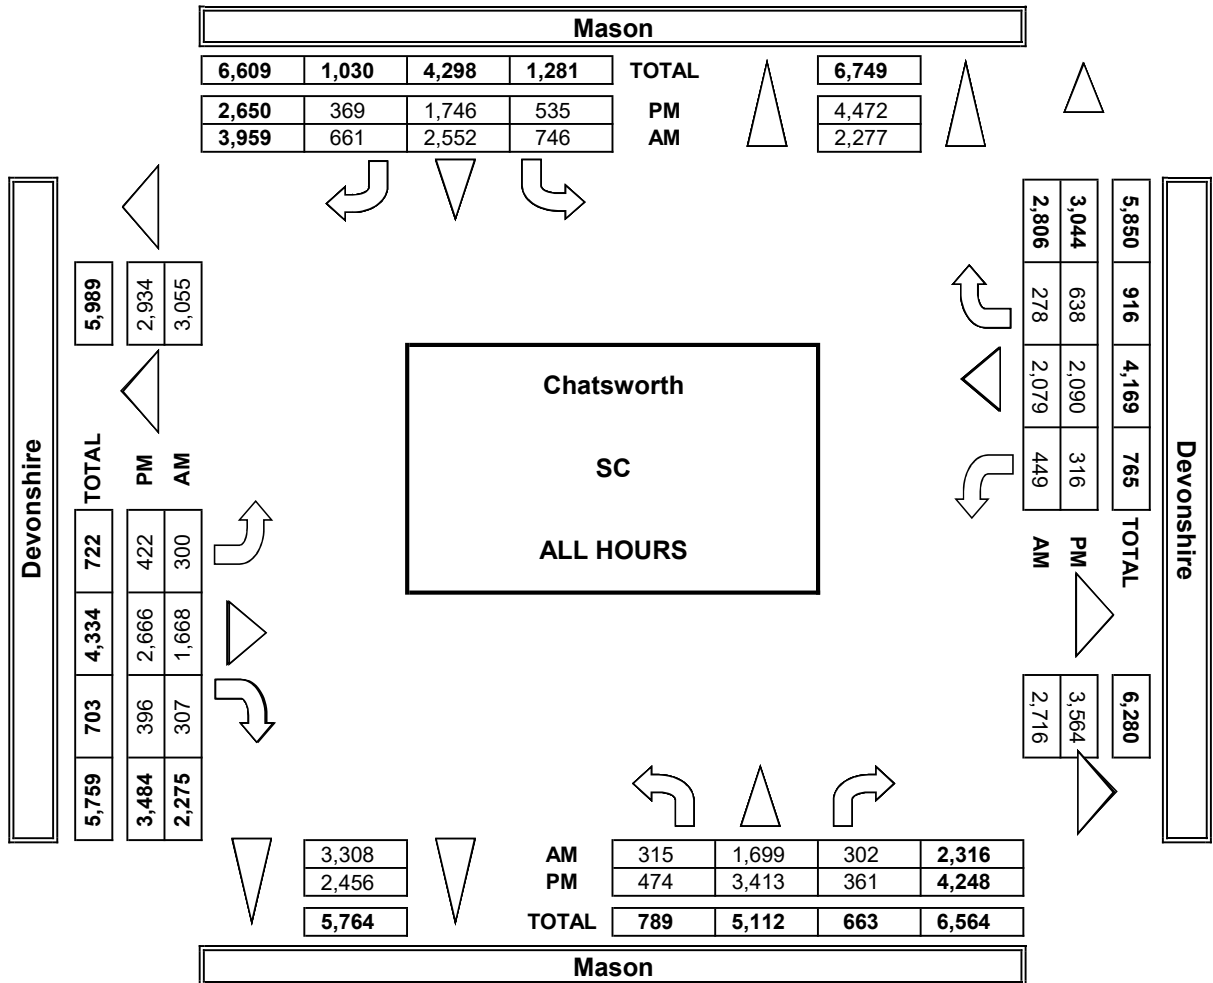 Mason
6,609 1,030 4,298 1,281 TOTAL 6,749
2,650 369 1,746 535 PM 4,472
3,959 661 2,552 746 AM 2,277
Devonshire
5,989
2,934
3,055
TOTAL
PM
AM
722 4,334 703 5,759
422 2,666 396 3,484
300 1,668 307 2,275
Chatsworth
SC
ALL HOURS
5,850 916 4,169 765 TOTAL 6,280
3,044 638 2,090 316 PM 3,564
2,806 278 2,079 449 AM 2,716
Devonshire
3,308 AM 315 1,699 302 2,316
2,456 PM 474 3,413 361 4,248
5,764 TOTAL 789 5,112 663 6,564
Mason